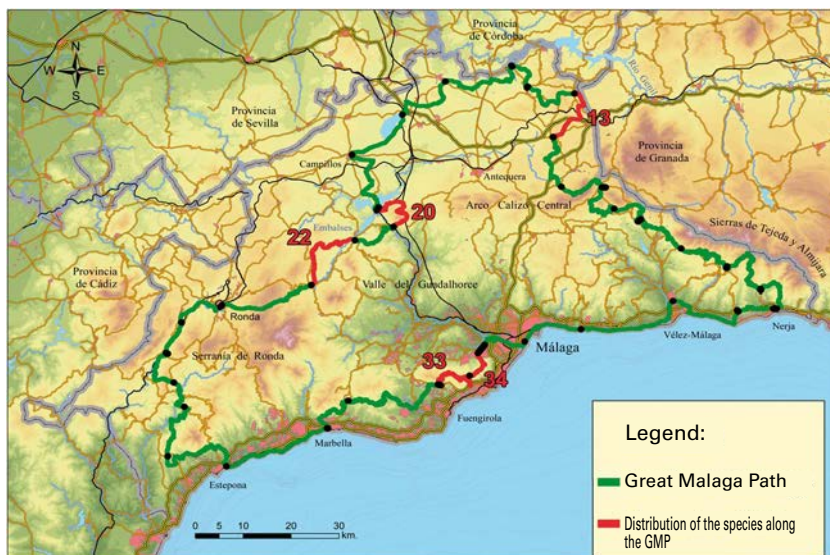 Provincia
de Córdoba
N
W E
S
Río Genil
Provincia
de Sevilla
13
Provincia
de Granada
Campillos
Antequera
Arco Calizo Central
20
Embalses
22
Sierras de Tejeda y Almijara
Provincia
de Cádiz
Valle del Guadalhorce
Ronda
Nerja
Vélez-Málaga
Málaga
Serranía de Ronda
33
34
Fuengirola
Marbella
Estepona
0 5 10 20 30
km.
Legend:
Great Malaga Path
Distribution of the species along
the GMP